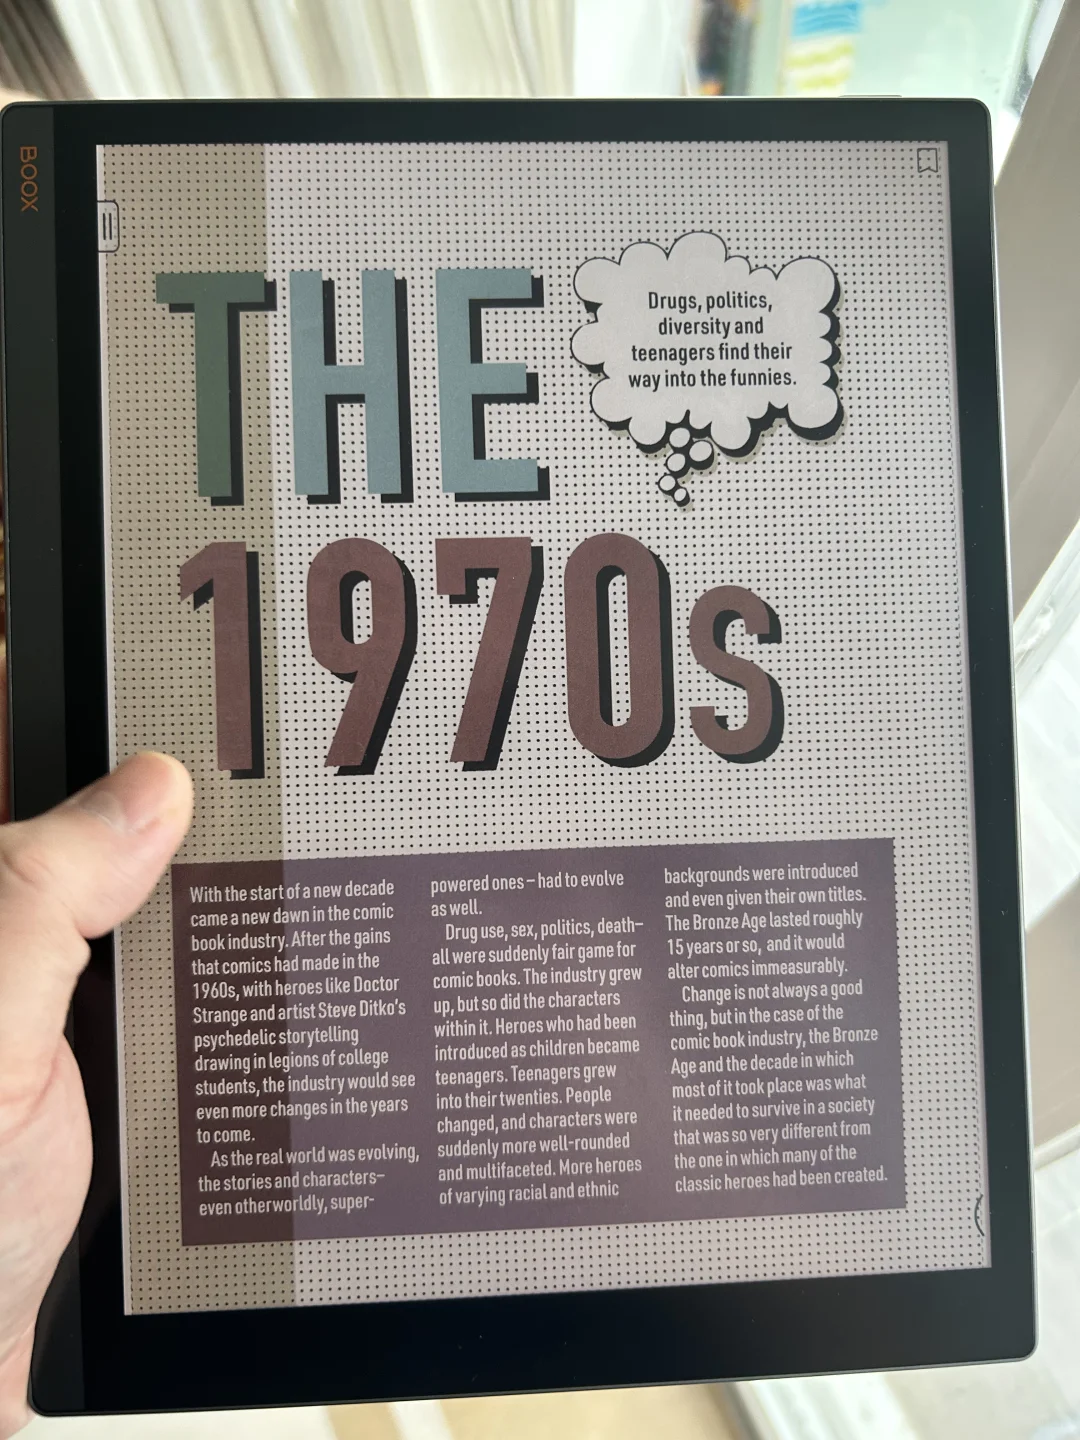 BOOX
THE
1970s
Drugs, politics,
diversity and
teenagers find their
way into the funnies.
With the start of a new decade
came a new dawn in the comic
book industry. After the gains
that comics had made in the
1960s, with heroes like Doctor
Strange and artist Steve Ditko's
psychedelic storytelling
drawing in legions of college
students, the industry would see
even more changes in the years
to come.
As the real world was evolving,
the stories and characters–
even otherworldly, super-
powered ones – had to evolve
as well.
Drug use, sex, politics, death–
all were suddenly fair game for
comic books. The industry grew
up, but so did the characters
within it. Heroes who had been
introduced as children became
teenagers. Teenagers grew
into their twenties. People
changed, and characters were
suddenly more well-rounded
and multifaceted. More heroes
of varying racial and ethnic
backgrounds were introduced
and even given their own titles.
The Bronze Age lasted roughly
15 years or so, and it would
alter comics immeasurably.
Change is not always a good
thing, but in the case of the
comic book industry, the Bronze
Age and the decade in which
most of it took place was what
it needed to survive in a society
that was so very different from
the one in which many of the
classic heroes had been created.